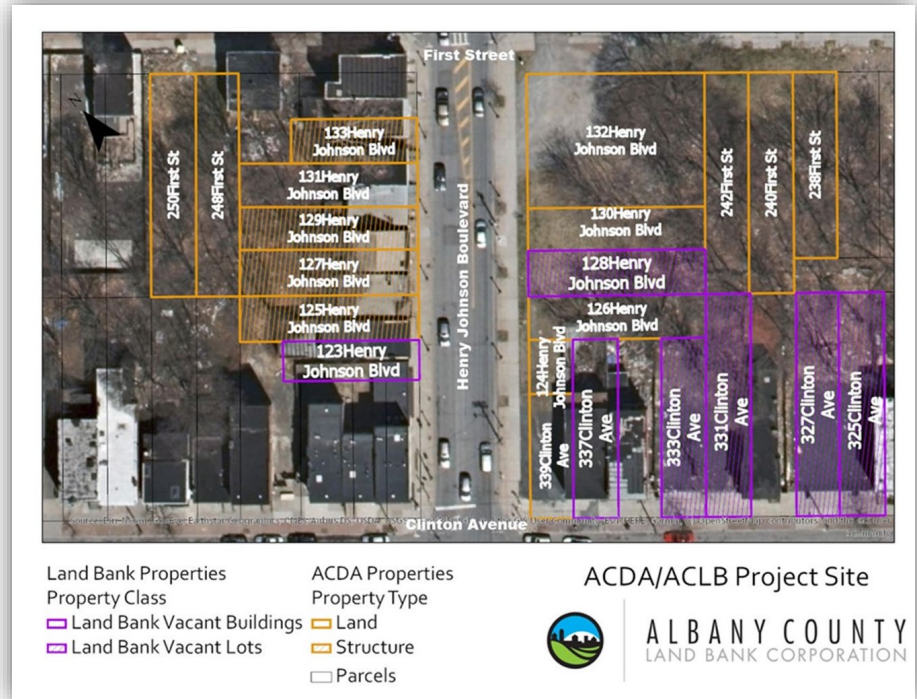 First Street
N
133Henry
Johnson Blvd
131Henry
Johnson Blvd
129Henry
Johnson Blvd
127Henry
Johnson Blvd
125Henry
Johnson Blvd
123Henry
Johnson Blvd
250First St
248First St
Henry Johnson Boulevard
132Henry
Johnson Blvd
130Henry
Johnson Blvd
128Henry
Johnson Blvd
126Henry
Johnson Blvd
124Henry
Johnson Blvd
242First St
240First St
238First St
339Clinton
Ave
337Clinton
Ave
333Clinton
Ave
331Clinton
Ave
327Clinton
Ave
325Clinton
Ave
Clinton Avenue
Land Bank Properties
Property Class
Land Bank Vacant Buildings
Land Bank Vacant Lots
ACDA Properties
Property Type
Land
Structure
Parcels
ACDA/ACLB Project Site
ALBANY COUNTY
LAND BANK CORPORATION